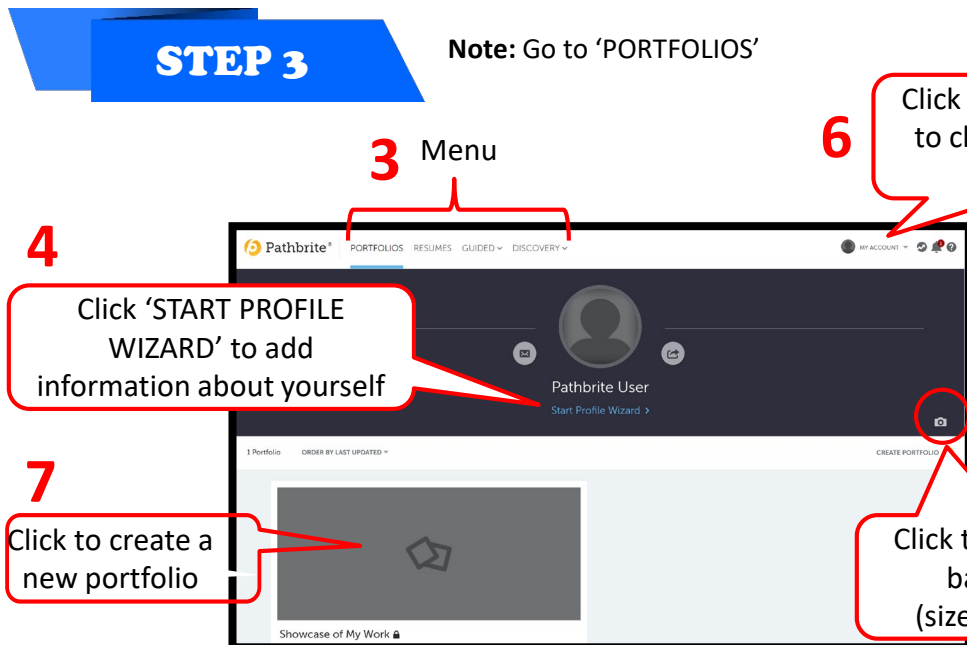 STEP 3
Note: Go to ‘PORTFOLIOS’
6
Click
to
3
Menu
4
Pathbrite®
PORTFOLIOS RESUMES GUIDED DISCOVERY
MY ACCOUNT
Click ‘START PROFILE
WIZARD’ to add
information about yourself
Pathbrite User
Start Profile Wizard >
1 Portfolio ORDER BY LAST UPDATED
CREATE PORTFOLIO
7
Click to create a
new portfolio
Click
(size
Showcase of My Work